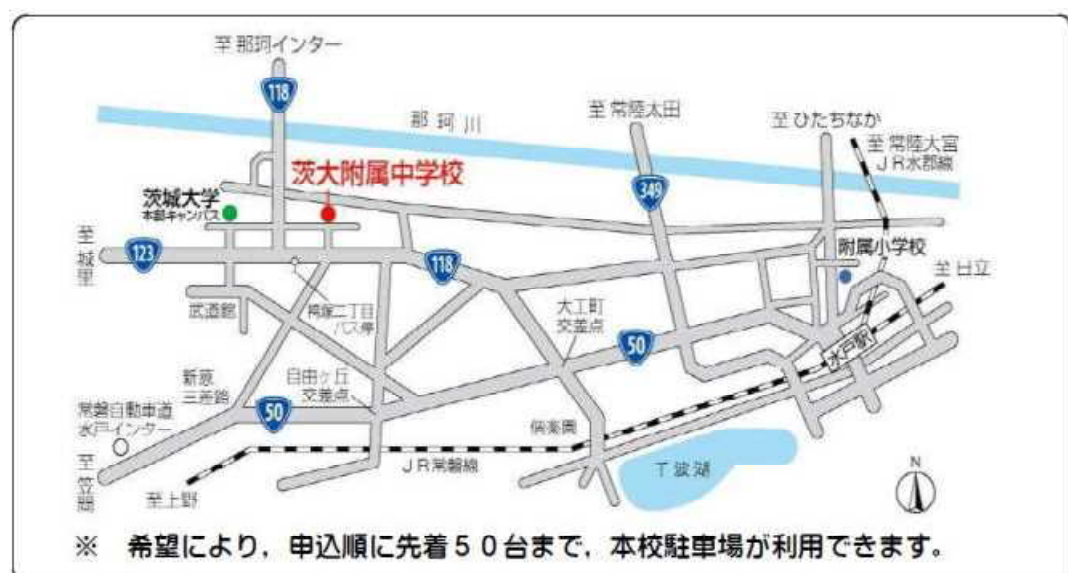 至 那珂インター
118
那 珂 川
至 常陸太田
至 ひたちなか
至 常陸大宮
JR水郡線
茨大附属中学校
茨城大学
本部キャンパス
349
至 城里
123
118
附属小学校
至 日立
武道館
袴塚二丁目
バス停
大工町
交差点
50
水戸駅
新原
三差路
自由ヶ丘
交差点
常磐自動車道
水戸インター
50
偕楽園
至 笠間
JR常磐線
千波湖
至上野
N
※ 希望により，申込順に先着50台まで，本校駐車場が利用できます。